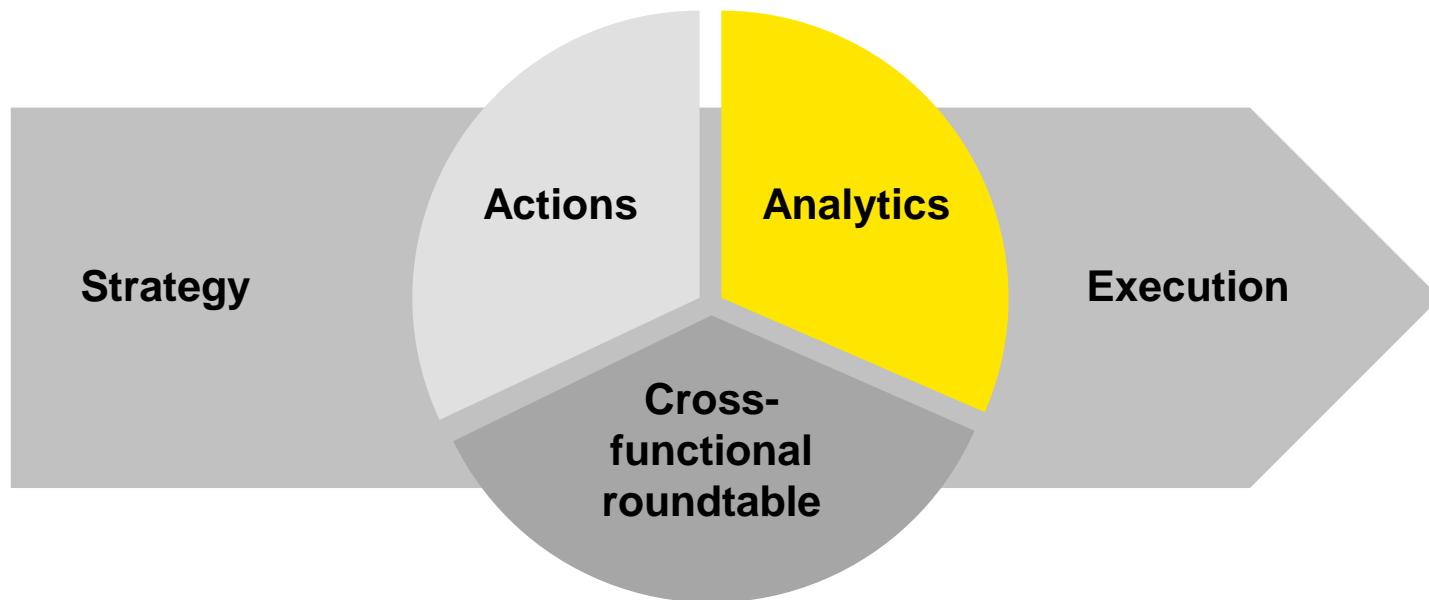 Actions
Analytics
Strategy
Execution
Cross-
functional
roundtable